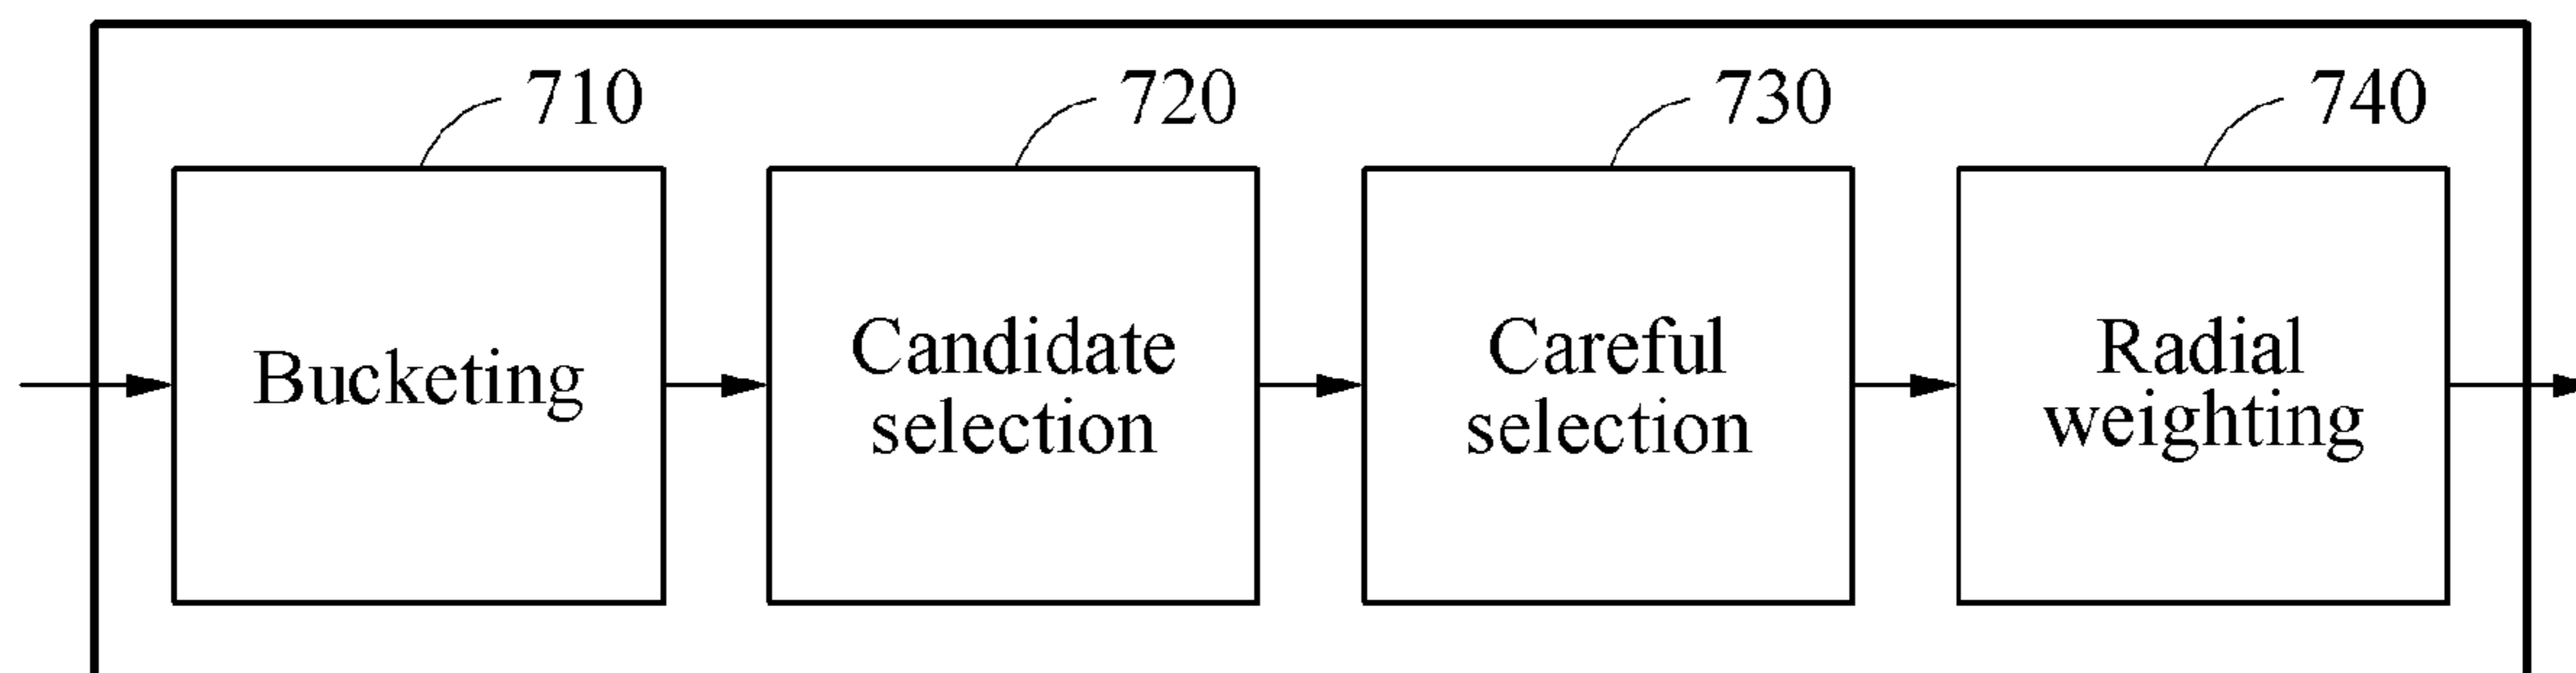 710
720
730
740
Bucketing
Candidate
selection
Careful
selection
Radial
weighting